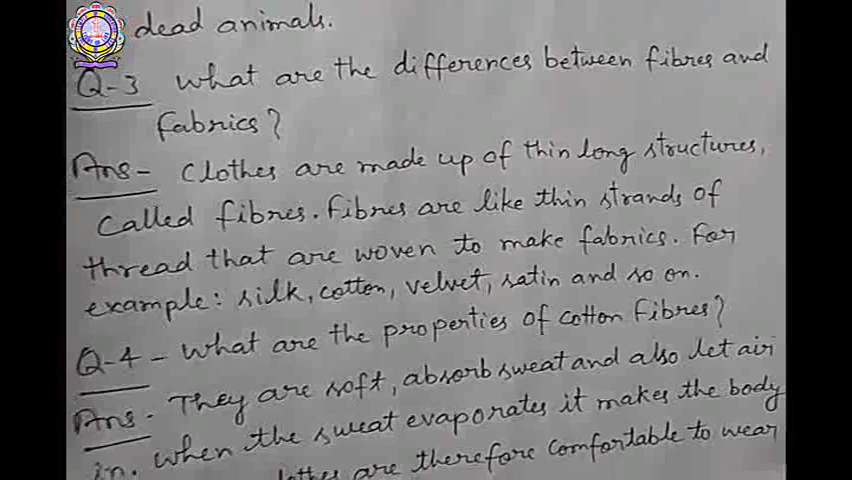 dead animals.
Q-3 What are the differences between fibres and
fabrics?
Ans- Clothes are made up of thin long structures,
called fibres. Fibres are like thin strands of
thread that are woven to make fabrics. For
example: silk, cotton, velvet, satin and so on.
Q-4 - What are the properties of cotton fibres?
Ans- They are soft, absorb sweat and also let air
in. When the sweat evaporates it makes the body
are therefore comfortable to wear